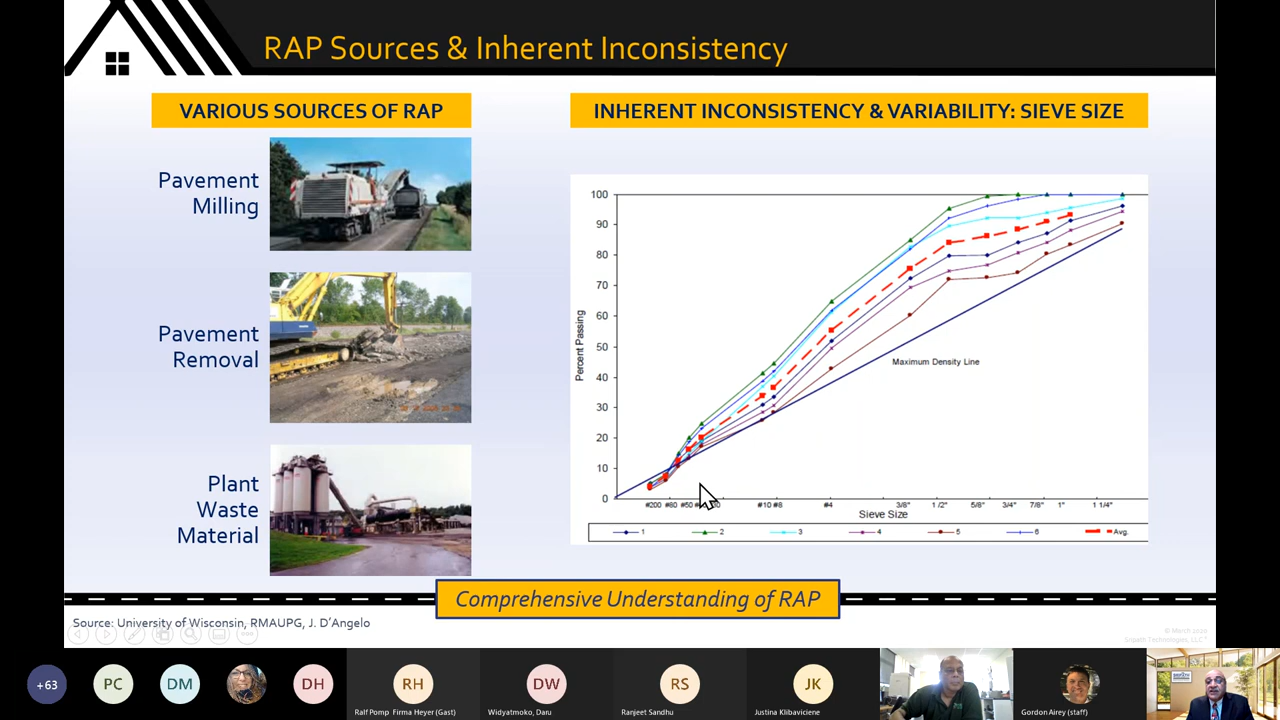 RAP Sources & Inherent Inconsistency
VARIOUS SOURCES OF RAP
Pavement
Milling
Pavement
Removal
Plant
Waste
Material
INHERENT INCONSISTENCY & VARIABILITY: SIEVE SIZE
100
90
80
70
60
50
40
30
20
10
0
Percent Passing
Maximum Density Line
#200 #80 #50 #10 #8 #4 3/8" 1/2" 5/8" 3/4" 7/8" 1" 1 1/4"
Sieve Size
1 2 3 4 5 6 Avg.
Comprehensive Understanding of RAP
Source: University of Wisconsin, RMAUPG, J. D'Angelo
© March 2020
Sripath Technologies, LLC
+63 PC DM DH RH DW RS JK
Ralf Pomp Firma Heyer (Gast) Widyatmoko, Daru Ranjeet Sandhu Justina Klibaviciene Gordon Airey (staff)